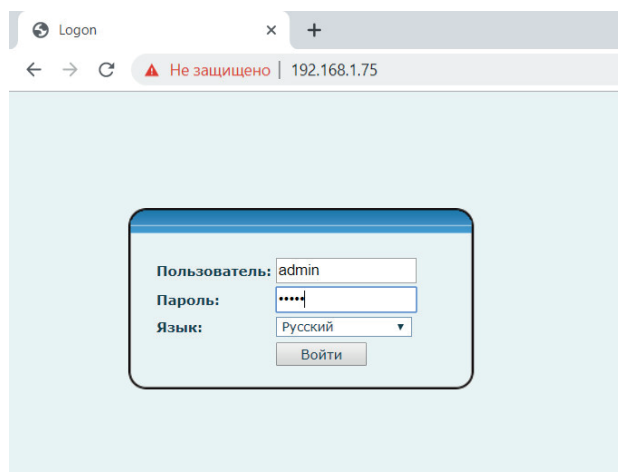 Logon
Не защищено | 192.168.1.75
Пользователь: admin
Пароль: •••••
Язык: Русский
Войти